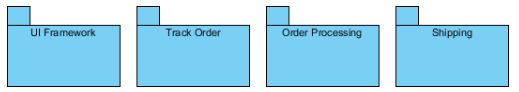 UI Framework
Track Order
Order Processing
Shipping